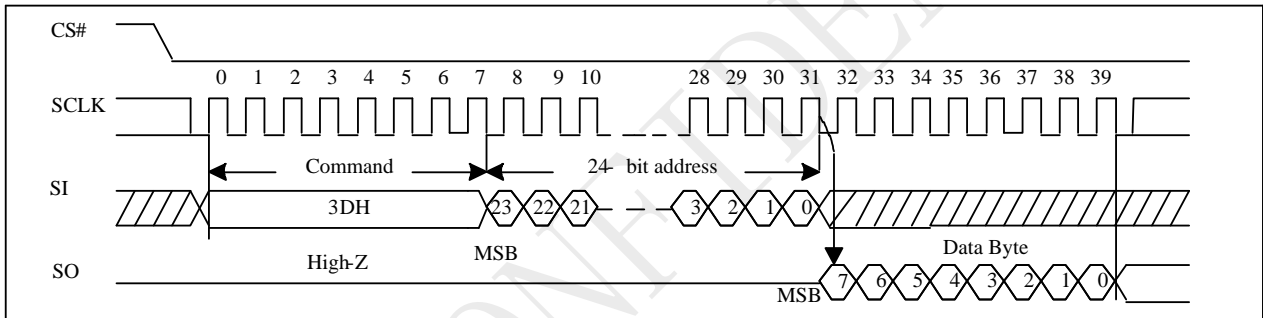 CS#
0 1 2 3 4 5 6 7 8 9 10 28 29 30 31 32 33 34 35 36 37 38 39
SCLK
Command 24- bit address
SI
3DH 23 22 21 3 2 1 0
High-Z MSB Data Byte
SO
MSB 7 6 5 4 3 2 1 0
CONFIDEN